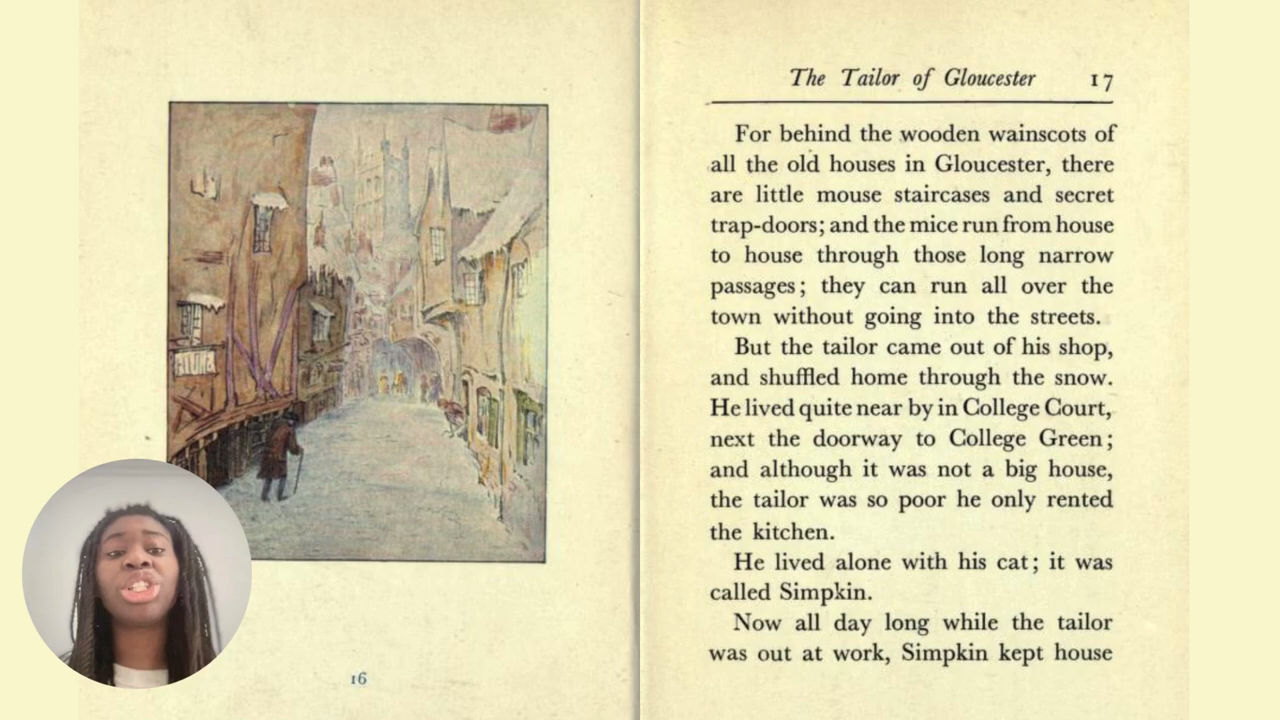 16
The Tailor of Gloucester 17
For behind the wooden wainscots of
all the old houses in Gloucester, there
are little mouse staircases and secret
trap-doors; and the mice run from house
to house through those long narrow
passages; they can run all over the
town without going into the streets.
But the tailor came out of his shop,
and shuffled home through the snow.
He lived quite near by in College Court,
next the doorway to College Green;
and although it was not a big house,
the tailor was so poor he only rented
the kitchen.
He lived alone with his cat; it was
called Simpkin.
Now all day long while the tailor
was out at work, Simpkin kept house